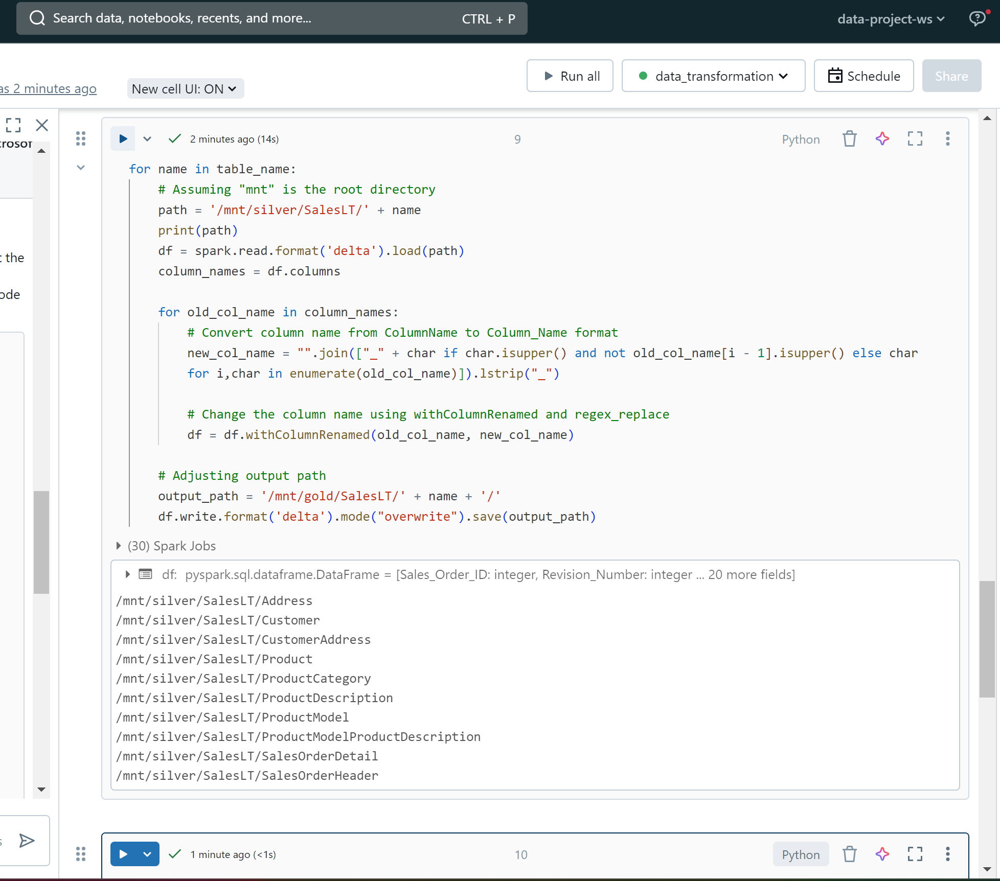 Search data, notebooks, recents, and more... CTRL + P
data-project-ws
as 2 minutes ago
New cell UI: ON
Run all
data_transformation
Schedule
Share
crosof
t the
ode
s
2 minutes ago (14s)
9
Python
for name in table_name:
    # Assuming "mnt" is the root directory
    path = '/mnt/silver/SalesLT/' + name
    print(path)
    df = spark.read.format('delta').load(path)
    column_names = df.columns
    for old_col_name in column_names:
        # Convert column name from ColumnName to Column_Name format
        new_col_name = "".join(["_" + char if char.isupper() and not old_col_name[i - 1].isupper() else char
        for i,char in enumerate(old_col_name)]).lstrip("_")
        # Change the column name using withColumnRenamed and regex_replace
        df = df.withColumnRenamed(old_col_name, new_col_name)
    # Adjusting output path
    output_path = '/mnt/gold/SalesLT/' + name + '/'
    df.write.format('delta').mode("overwrite").save(output_path)
(30) Spark Jobs
df: pyspark.sql.dataframe.DataFrame = [Sales_Order_ID: integer, Revision_Number: integer ... 20 more fields]
/mnt/silver/SalesLT/Address
/mnt/silver/SalesLT/Customer
/mnt/silver/SalesLT/CustomerAddress
/mnt/silver/SalesLT/Product
/mnt/silver/SalesLT/ProductCategory
/mnt/silver/SalesLT/ProductDescription
/mnt/silver/SalesLT/ProductModel
/mnt/silver/SalesLT/ProductModelProductDescription
/mnt/silver/SalesLT/SalesOrderDetail
/mnt/silver/SalesLT/SalesOrderHeader
1 minute ago (<1s)
10
Python